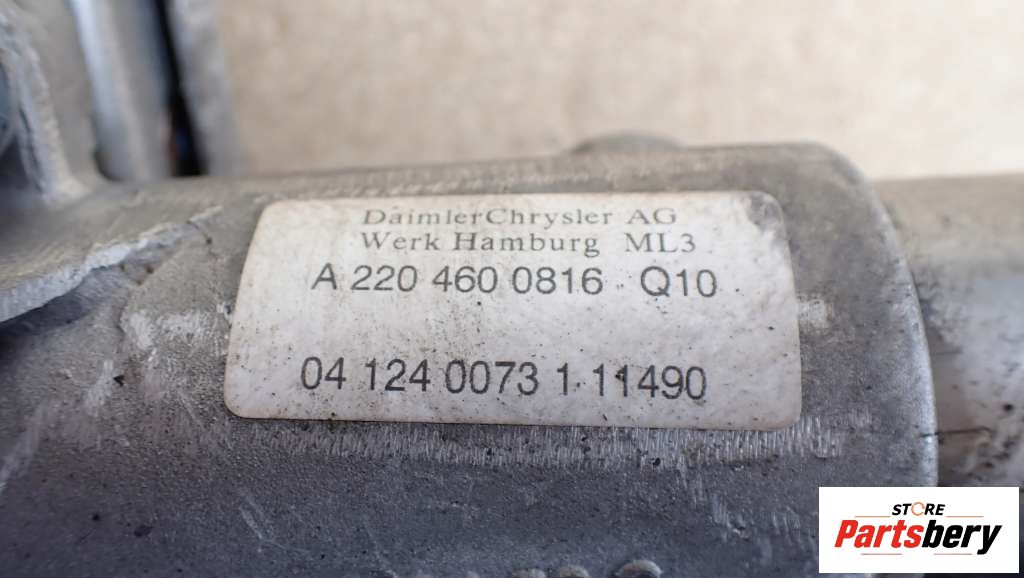 DaimlerChrysler AG
Werk Hamburg ML3
A 220 460 0816 Q10
04 124 0073 1 11490
STORE
Partsbery